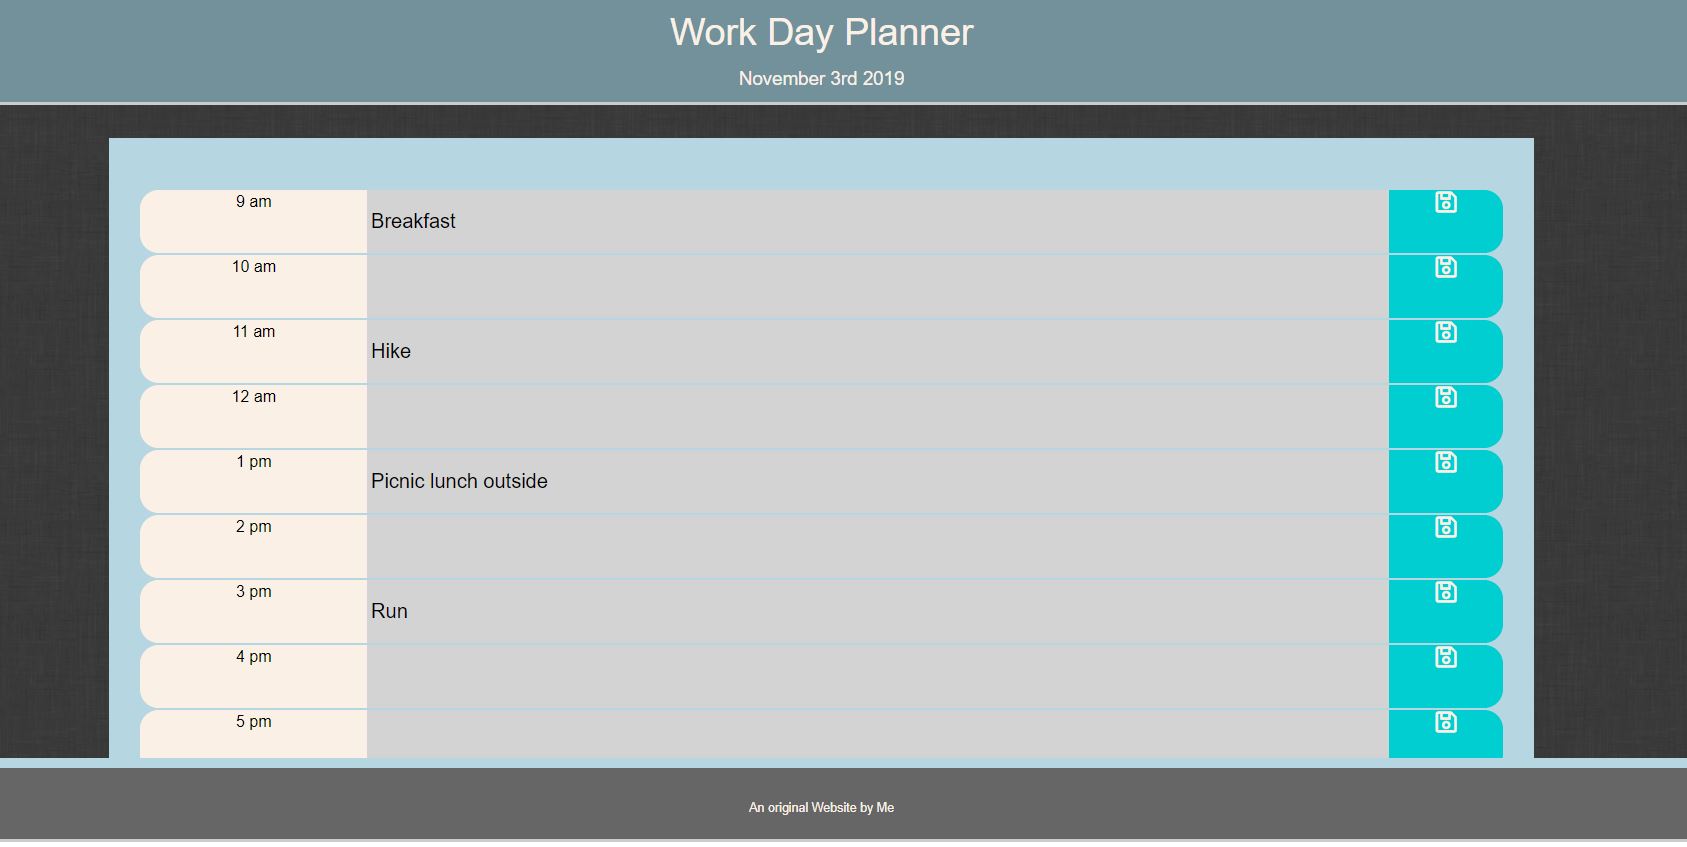 Work Day Planner
November 3rd 2019
9 am
Breakfast
10 am
11 am
Hike
12 am
1 pm
Picnic lunch outside
2 pm
3 pm
Run
4 pm
5 pm
An original Website by Me